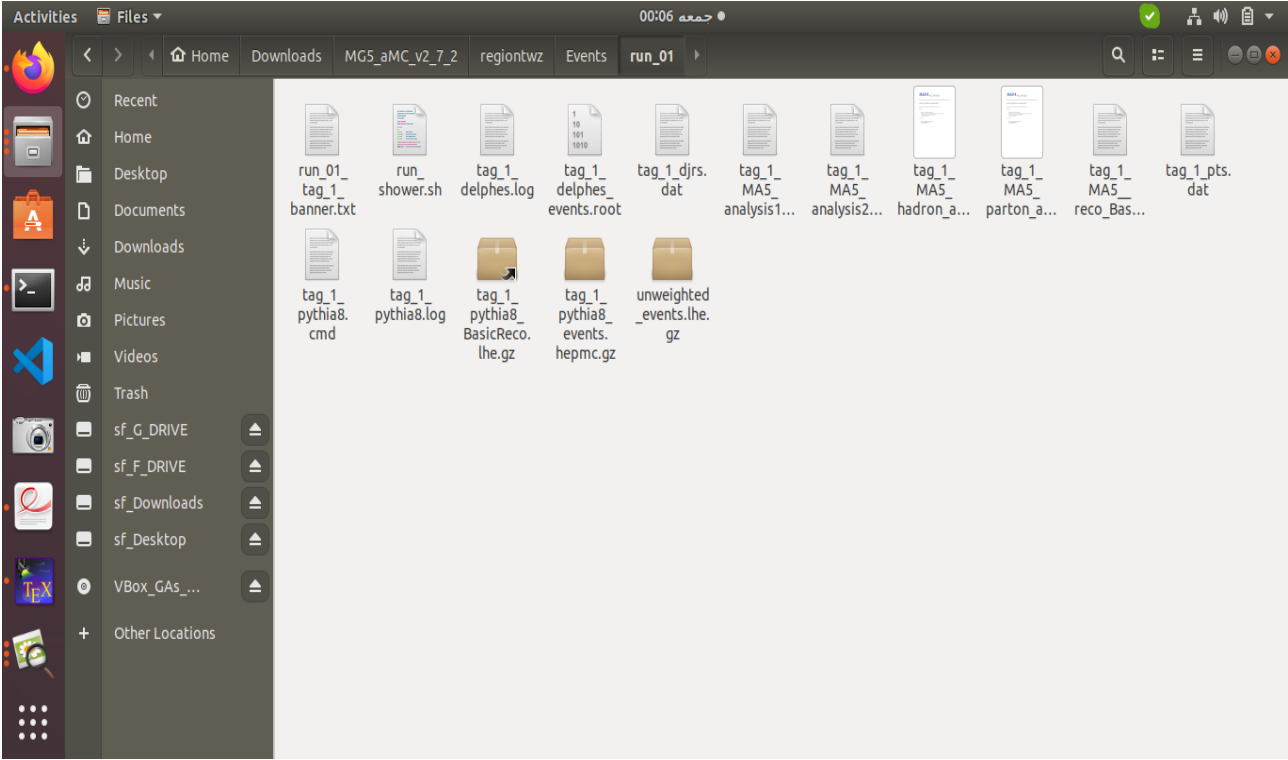 Activities Files 00:06 جمعه
Home Downloads MG5_aMC_v2_7_2 regiontwz Events run_01
Recent
Home
Desktop
Documents
Downloads
Music
Pictures
Videos
Trash
sf_G_DRIVE
sf_F_DRIVE
sf_Downloads
sf_Desktop
VBox_GAs_...
Other Locations
1
10
101
1010
run_01_
tag_1_
banner.txt
run_
shower.sh
tag_1_
delphes.log
tag_1_
delphes_
events.root
tag_1_djrs.
dat
tag_1_
MA5_
analysis1...
tag_1_
MA5_
analysis2...
tag_1_
MA5_
hadron_a...
tag_1_
MA5_
parton_a...
tag_1_
MA5_
reco_Bas...
tag_1_pts.
dat
tag_1_
pythia8.
cmd
tag_1_
pythia8.log
tag_1_
pythia8_
BasicReco.
lhe.gz
tag_1_
pythia8_
events.
hepmc.gz
unweighted
_events.lhe.
gz
TEX